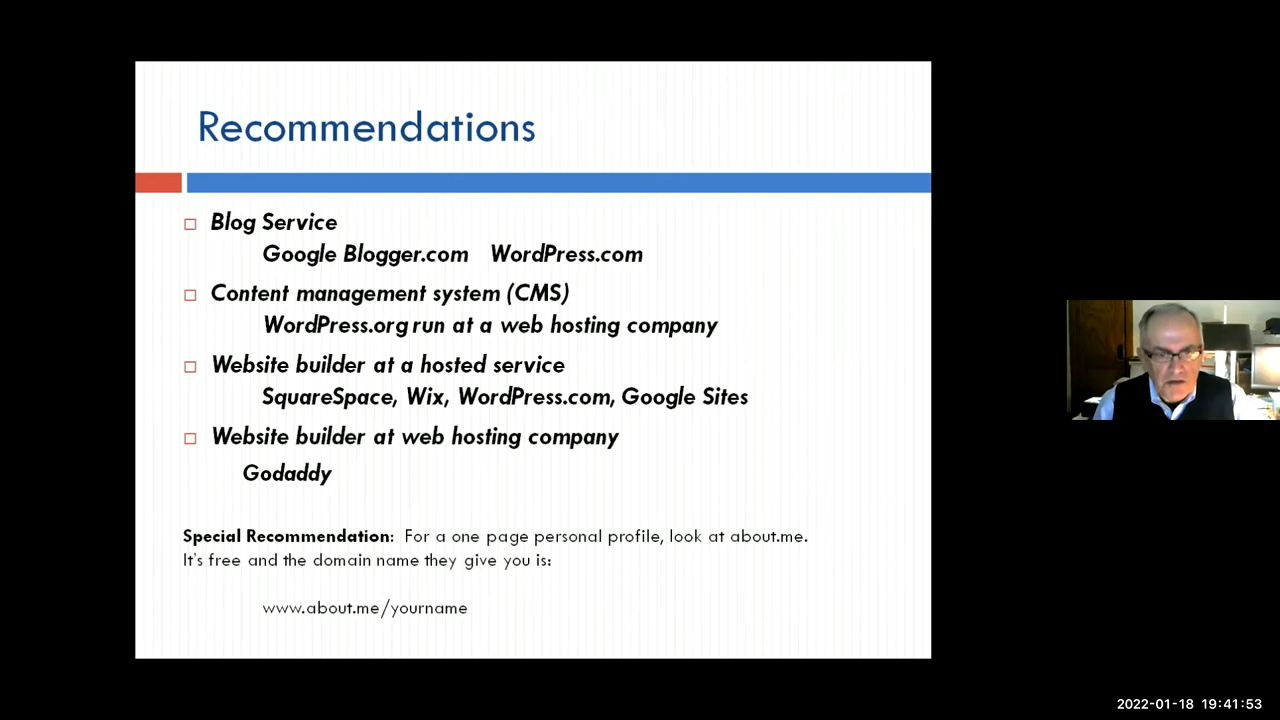 Recommendations
Blog Service
Google Blogger.com WordPress.com
Content management system (CMS)
WordPress.org run at a web hosting company
Website builder at a hosted service
SquareSpace, Wix, WordPress.com, Google Sites
Website builder at web hosting company
Godaddy
Special Recommendation: For a one page personal profile, look at about.me.
It's free and the domain name they give you is:
www.about.me/yourname
2022-01-18 19:41:53